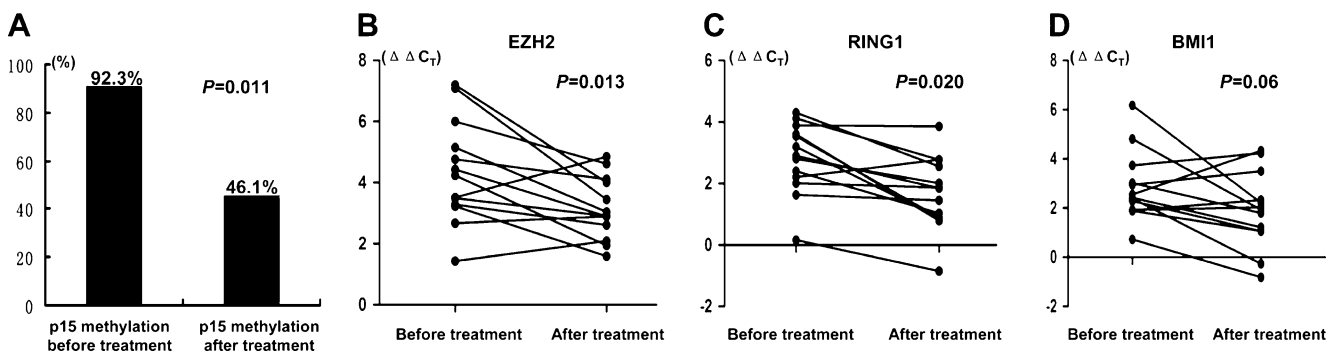 A
(%)
100
80
60
40
20
0
92.3%
P=0.011
46.1%
p15 methylation
before treatment
p15 methylation
after treatment
B
EZH2
(Δ Δ CT)
P=0.013
8
6
4
2
0
Before treatment
After treatment
C
RING1
(Δ Δ CT)
P=0.020
6
4
2
0
-2
Before treatment
After treatment
D
BMI1
(Δ Δ CT)
P=0.06
8
6
4
2
0
-2
Before treatment
After treatment